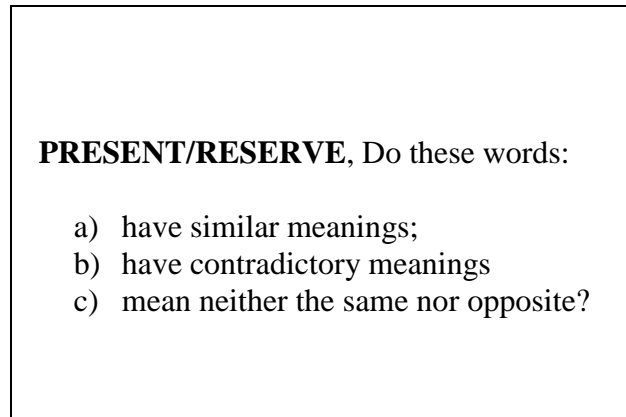 PRESENT/RESERVE, Do these words:
a) have similar meanings;
b) have contradictory meanings
c) mean neither the same nor opposite?